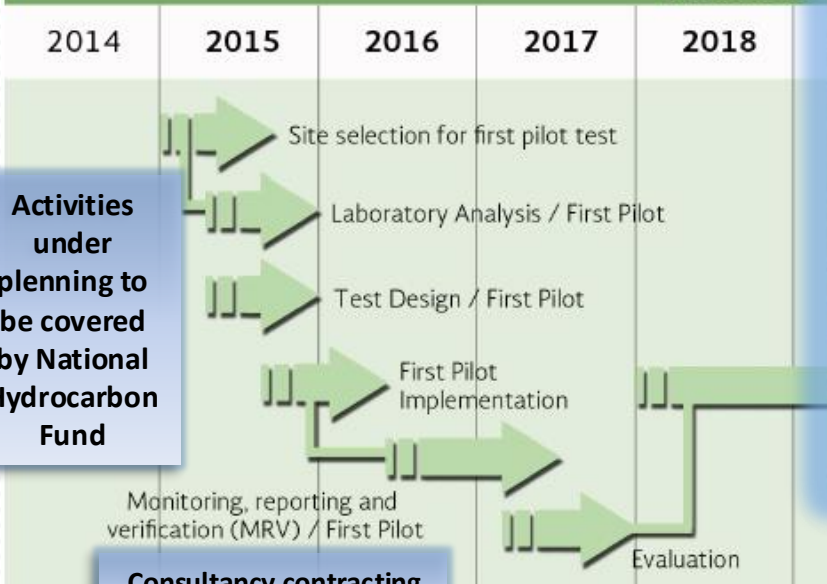 2014 2015 2016 2017 2018
Site selection for first pilot test
Activities
under
plenning to
be covered
by National
Hydrocarbon
Fund
Laboratory Analysis / First Pilot
Test Design / First Pilot
First Pilot
Implementation
Monitoring, reporting and
verification (MRV) / First Pilot
Evaluation
Consultancy contracting